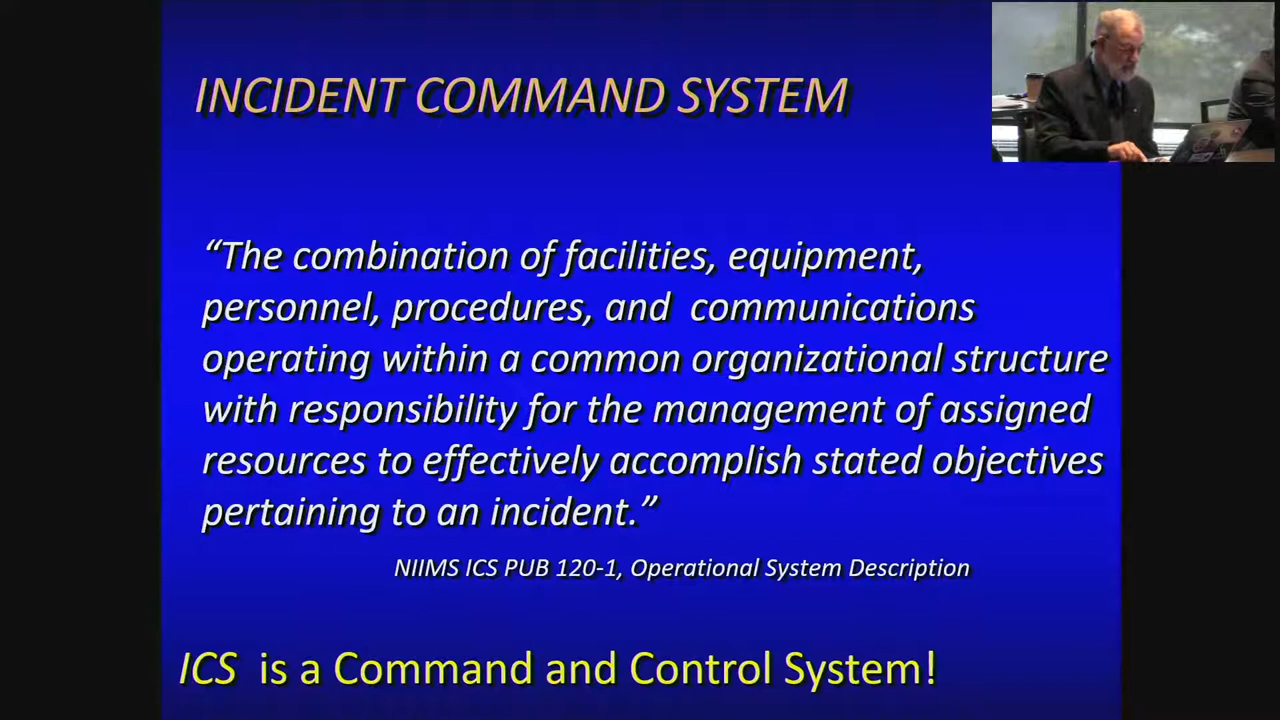 INCIDENT COMMAND SYSTEM
“The combination of facilities, equipment,
personnel, procedures, and communications
operating within a common organizational structure
with responsibility for the management of assigned
resources to effectively accomplish stated objectives
pertaining to an incident.”
NIIMS ICS PUB 120-1, Operational System Description
ICS is a Command and Control System!